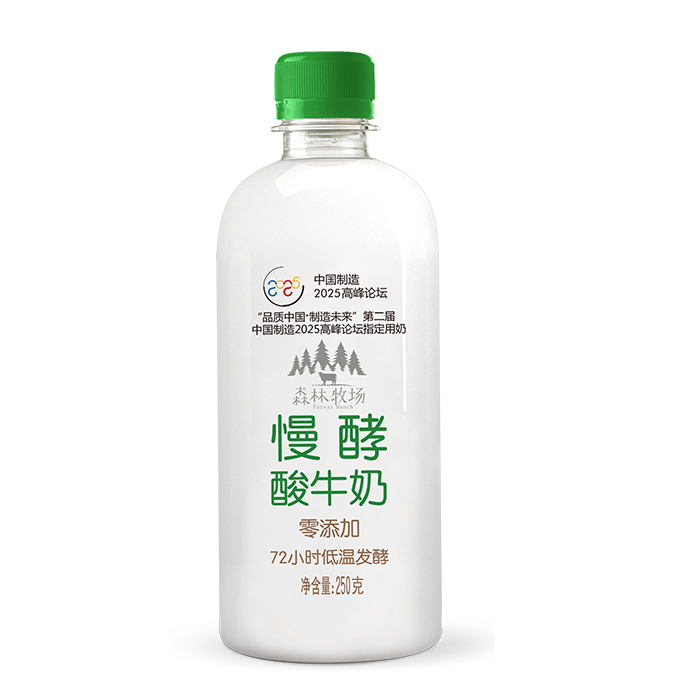 2025
中国制造
2025高峰论坛
“品质中国·制造未来”第二届
中国制造2025高峰论坛指定用奶
森林牧场
Forest Ranch
慢酵
酸牛奶
零添加
72小时低温发酵
净含量:250克